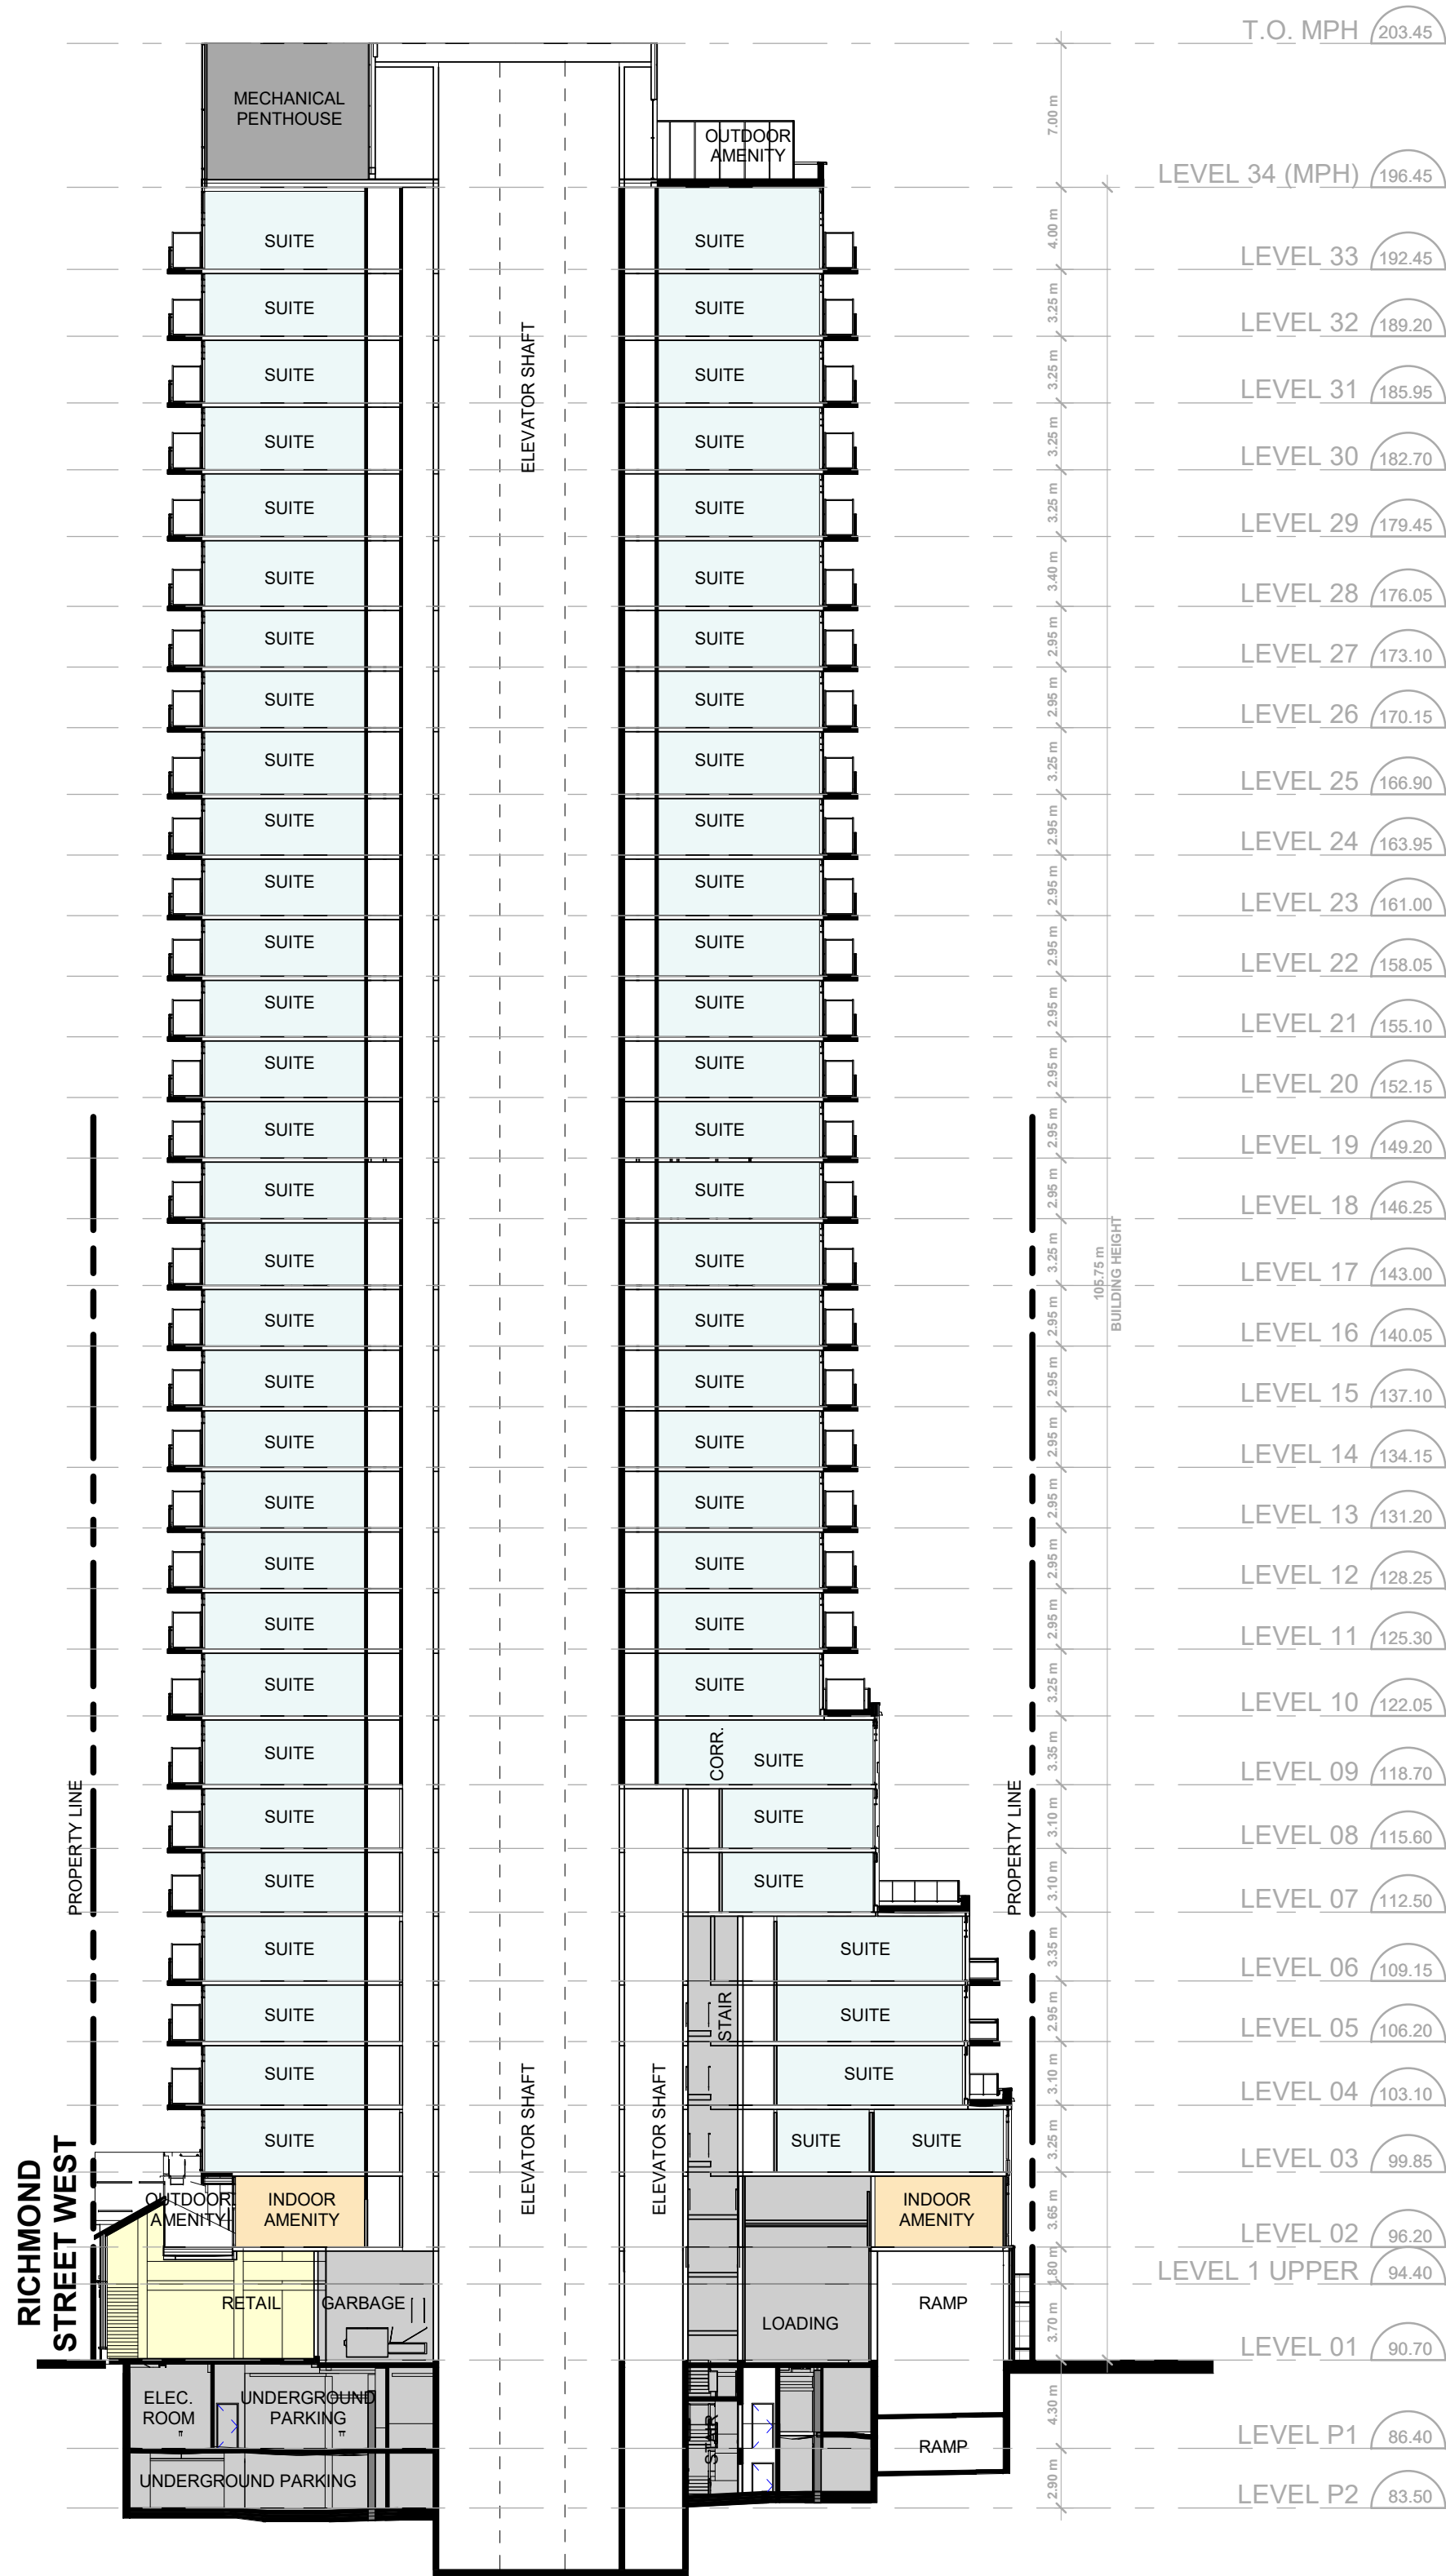 T.O. MPH 203.45
MECHANICAL
PENTHOUSE
OUTDOOR
AMENITY
7.00 m
LEVEL 34 (MPH) 196.45
SUITE SUITE
4.00 m
LEVEL 33 192.45
SUITE SUITE
3.25 m
LEVEL 32 189.20
ELEVATOR SHAFT
SUITE SUITE
3.25 m
LEVEL 31 185.95
SUITE SUITE
3.25 m
LEVEL 30 182.70
SUITE SUITE
3.25 m
LEVEL 29 179.45
SUITE SUITE
3.40 m
LEVEL 28 176.05
SUITE SUITE
2.95 m
LEVEL 27 173.10
SUITE SUITE
2.95 m
LEVEL 26 170.15
SUITE SUITE
3.25 m
LEVEL 25 166.90
SUITE SUITE
2.95 m
LEVEL 24 163.95
SUITE SUITE
2.95 m
LEVEL 23 161.00
SUITE SUITE
2.95 m
LEVEL 22 158.05
SUITE SUITE
2.95 m
LEVEL 21 155.10
SUITE SUITE
2.95 m
LEVEL 20 152.15
SUITE SUITE
2.95 m
LEVEL 19 149.20
SUITE SUITE
2.95 m
LEVEL 18 146.25
SUITE SUITE
3.25 m
105.75 m
BUILDING HEIGHT
LEVEL 17 143.00
SUITE SUITE
2.95 m
LEVEL 16 140.05
SUITE SUITE
2.95 m
LEVEL 15 137.10
SUITE SUITE
2.95 m
LEVEL 14 134.15
SUITE SUITE
2.95 m
LEVEL 13 131.20
SUITE SUITE
2.95 m
LEVEL 12 128.25
SUITE SUITE
2.95 m
LEVEL 11 125.30
SUITE SUITE
3.25 m
LEVEL 10 122.05
SUITE CORR. SUITE
3.35 m
LEVEL 09 118.70
PROPERTY LINE
SUITE SUITE
PROPERTY LINE
3.10 m
LEVEL 08 115.60
SUITE SUITE
3.10 m
LEVEL 07 112.50
SUITE SUITE
3.35 m
LEVEL 06 109.15
SUITE STAIR SUITE
2.95 m
LEVEL 05 106.20
SUITE SUITE
3.10 m
LEVEL 04 103.10
ELEVATOR SHAFT
ELEVATOR SHAFT
SUITE SUITE SUITE
3.25 m
LEVEL 03 99.85
RICHMOND
STREET WEST
OUTDOOR
AMENITY
INDOOR
AMENITY
INDOOR
AMENITY
3.65 m
LEVEL 02 96.20
1.80 m
LEVEL 1 UPPER 94.40
RETAIL GARBAGE LOADING RAMP
3.70 m
LEVEL 01 90.70
ELEC.
ROOM
UNDERGROUND
PARKING
STAIR
RAMP
4.30 m
LEVEL P1 86.40
UNDERGROUND PARKING
2.90 m
LEVEL P2 83.50